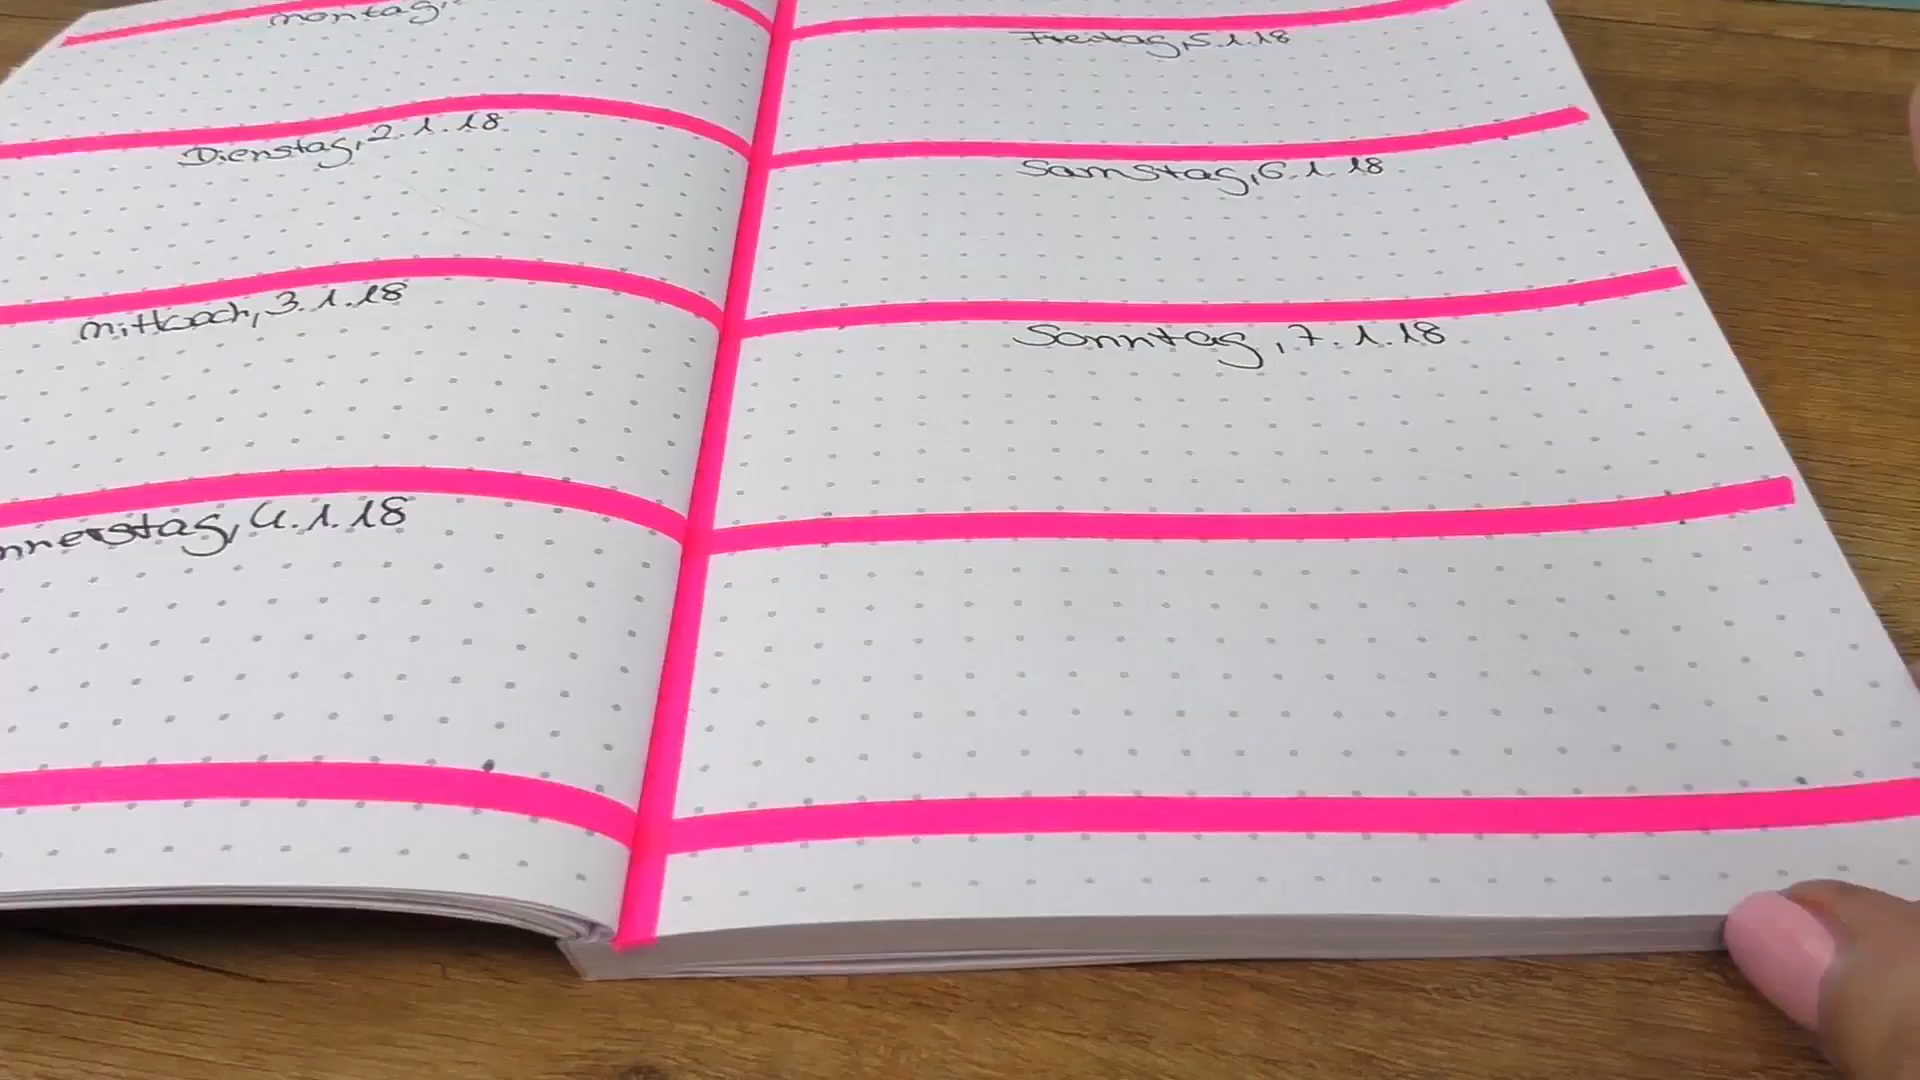 Montag,
Dienstag, 2.1.18
Mittwoch, 3.1.18
nnerstag, 4.1.18
Freitag, 5.1.18
Samstag, 6.1.18
Sonntag, 7.1.18